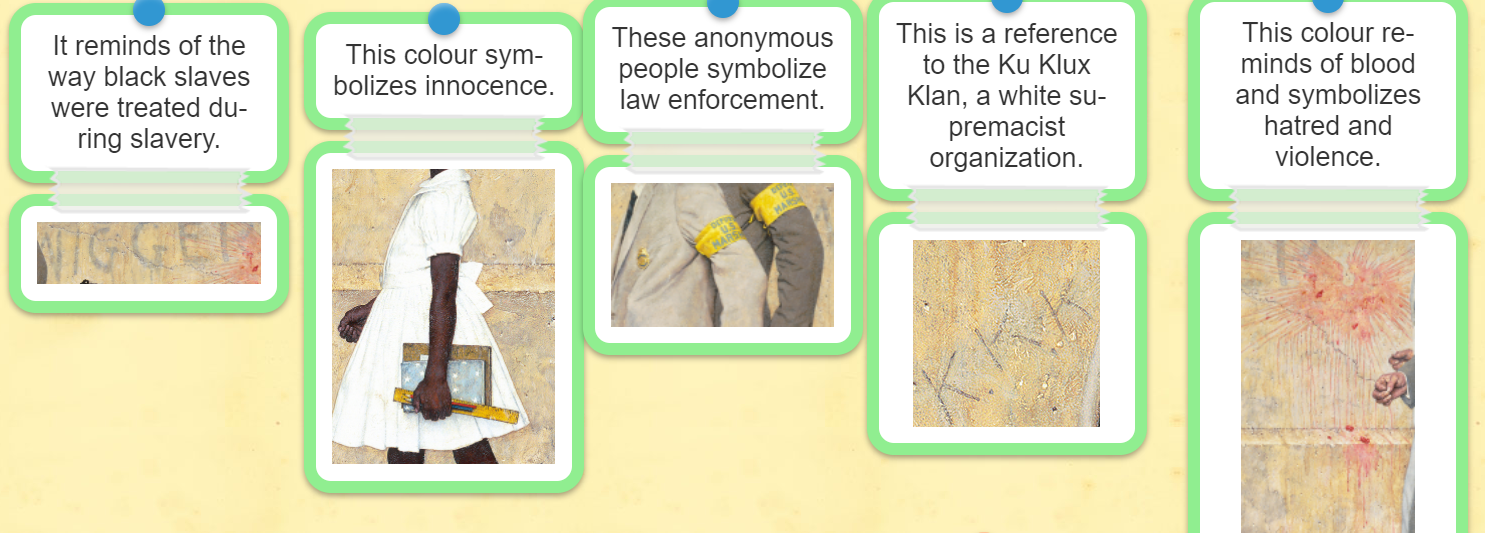 It reminds of the
way black slaves
were treated du-
ring slavery.
NIGGER
This colour sym-
bolizes innocence.
These anonymous
people symbolize
law enforcement.
U.S.
U.S.
This is a reference
to the Ku Klux
Klan, a white su-
premacist
organization.
KKK
This colour re-
minds of blood
and symbolizes
hatred and
violence.